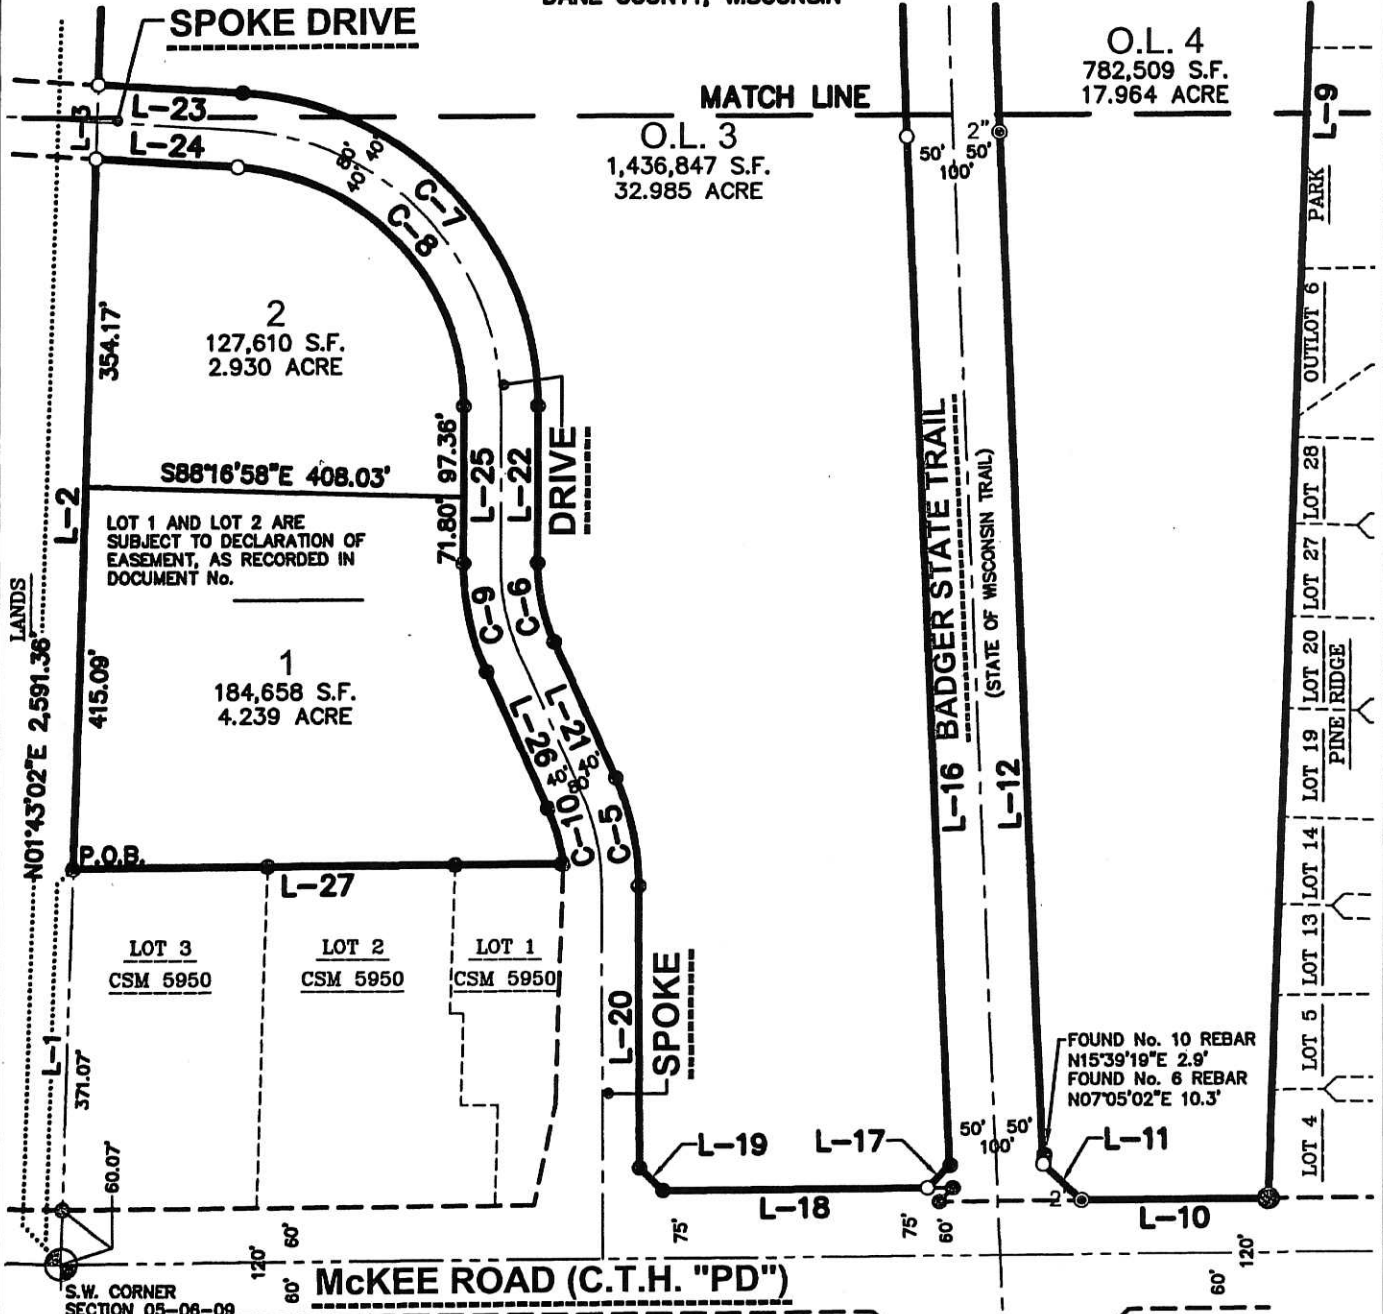 SPOKE DRIVE
L-23
L-24
L-3
MATCH LINE
O.L. 3
1,436,847 S.F.
32.985 ACRE
O.L. 4
782,509 S.F.
17.964 ACRE
L-9
2"
50'
50'
100'
80'
40'
40'
C-7
C-8
PARK
OUTLOT 6
2
127,610 S.F.
2.930 ACRE
354.17'
97.36'
71.80'
L-25
L-22
DRIVE
S88°16'58"E 408.03'
L-2
LOT 1 AND LOT 2 ARE
SUBJECT TO DECLARATION OF
EASEMENT, AS RECORDED IN
DOCUMENT No.
BADGER STATE TRAIL
(STATE OF WISCONSIN TRAIL)
LOT 28
LOT 27
LOT 20
LOT 19
PINE RIDGE
LANDS
N01°43'02"E 2,591.36'
415.09'
C-9
C-6
1
184,658 S.F.
4.239 ACRE
L-26
L-21
40'
40'
80'
C-10
C-5
L-16
L-12
LOT 14
LOT 13
LOT 5
LOT 4
P.O.B.
L-27
LOT 3
CSM 5950
LOT 2
CSM 5950
LOT 1
CSM 5950
L-20
SPOKE
L-1
371.07'
FOUND No. 10 REBAR
N15°39'19"E 2.9'
FOUND No. 6 REBAR
N07°05'02"E 10.3'
50'
50'
100'
L-19
L-17
L-11
60.07'
L-18
L-10
75'
75'
60'
120'
60'
60'
120'
60'
McKEE ROAD (C.T.H. "PD")
S.W. CORNER
SECTION 05-06-09